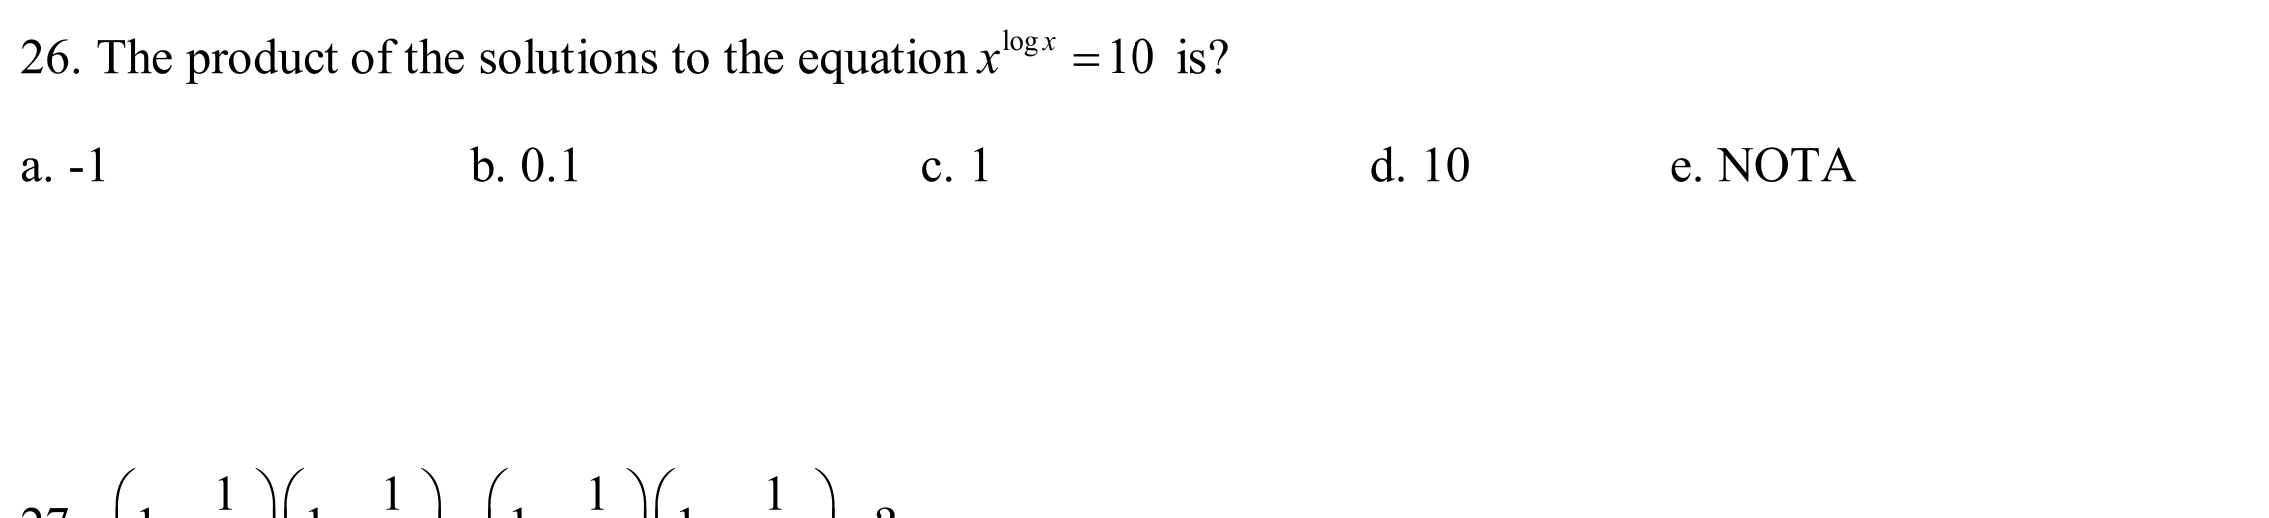 26. The product of the solutions to the equation x^{log x} = 10 is?
a. -1 b. 0.1 c. 1 d. 10 e. NOTA